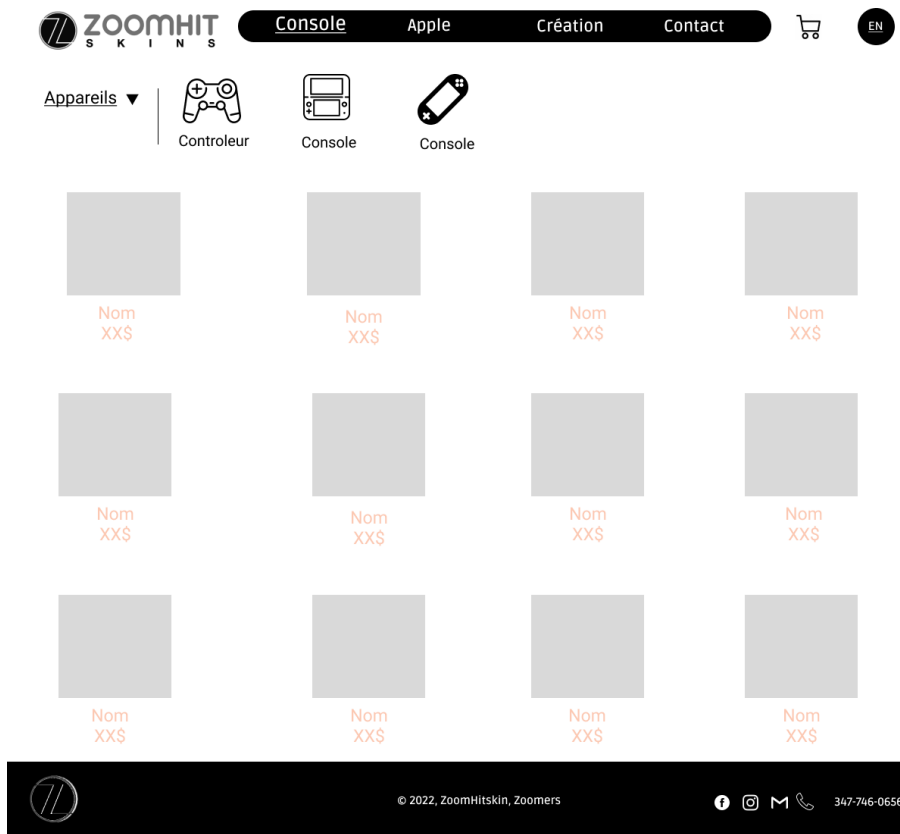 ZOOMHIT
SKINS
Console Apple Création Contact
EN
Appareils ▼
Controleur Console Console
Nom Nom Nom Nom
XX$ XX$ XX$ XX$
Nom Nom Nom Nom
XX$ XX$ XX$ XX$
Nom Nom Nom Nom
XX$ XX$ XX$ XX$
© 2022, ZoomHitskin, Zoomers
347-746-0656